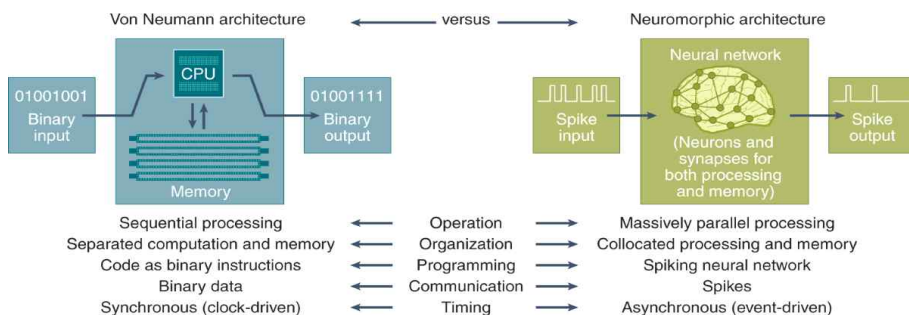 Von Neumann architecture versus Neuromorphic architecture
CPU
01001001
Binary
input
01001111
Binary
output
Memory
Neural network
Spike
input
(Neurons and
synapses for
both processing
and memory)
Spike
output
Sequential processing Operation Massively parallel processing
Separated computation and memory Organization Collocated processing and memory
Code as binary instructions Programming Spiking neural network
Binary data Communication Spikes
Synchronous (clock-driven) Timing Asynchronous (event-driven)